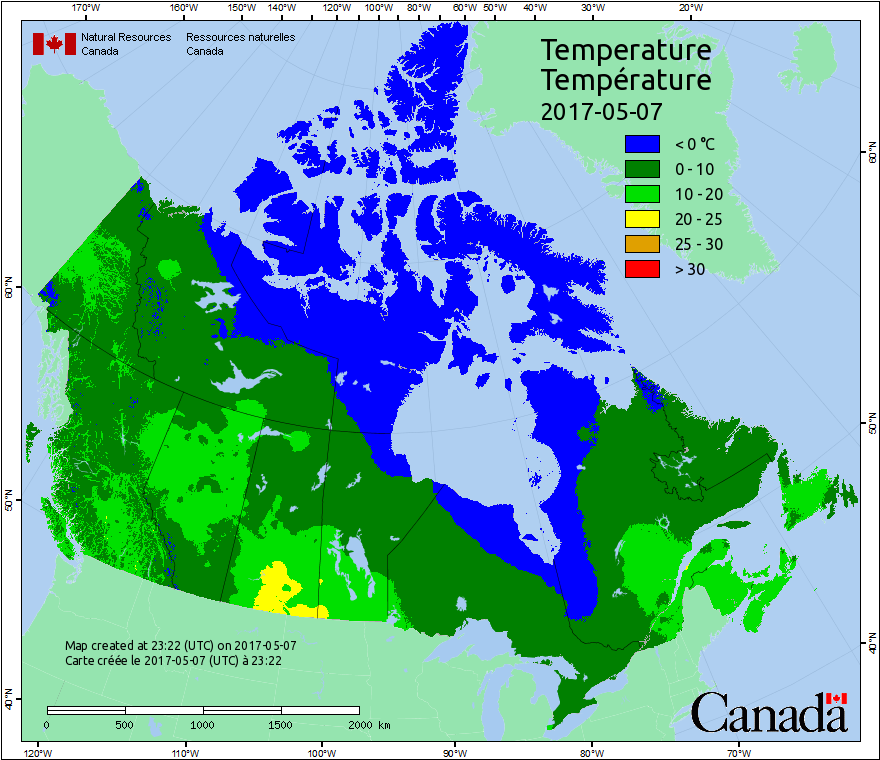 170°W 160°W 150°W 140°W 130°W 120°W 110°W 100°W 90°W 80°W 60°W 50°W 40°W 30°W 20°W
Natural Resources Ressources naturelles
Canada Canada
Temperature
Température
2017-05-07
< 0 °C
0 - 10
10 - 20
20 - 25
25 - 30
> 30
60°N
60°N
50°N
50°N
40°N
40°N
Map created at 23:22 (UTC) on 2017-05-07
Carte créée le 2017-05-07 (UTC) à 23:22
0 500 1000 1500 2000 km
Canada
120°W 110°W 100°W 90°W 80°W 70°W